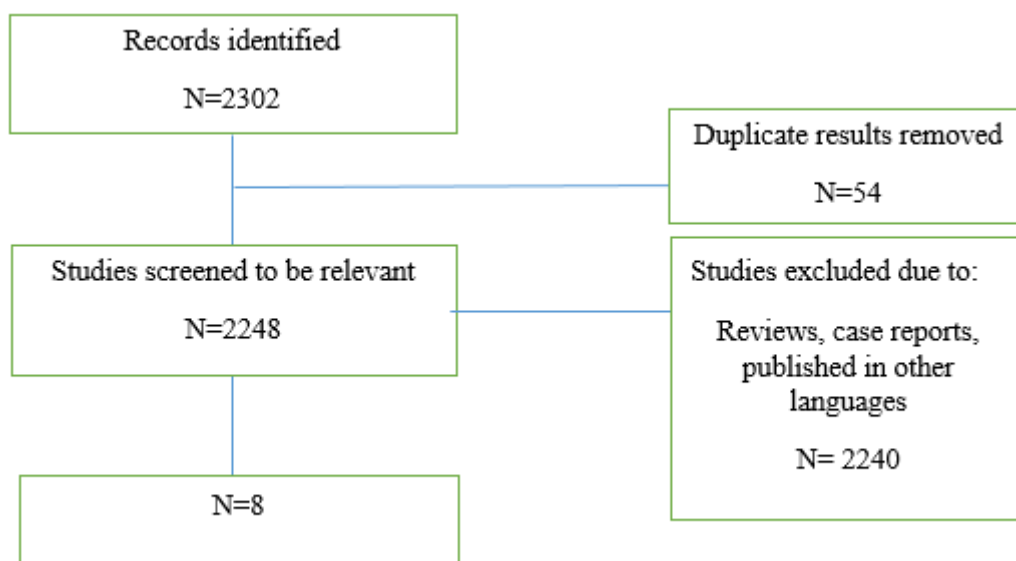 Records identified
N=2302
Duplicate results removed
N=54
Studies screened to be relevant
N=2248
Studies excluded due to:
Reviews, case reports,
published in other
languages
N= 2240
N=8